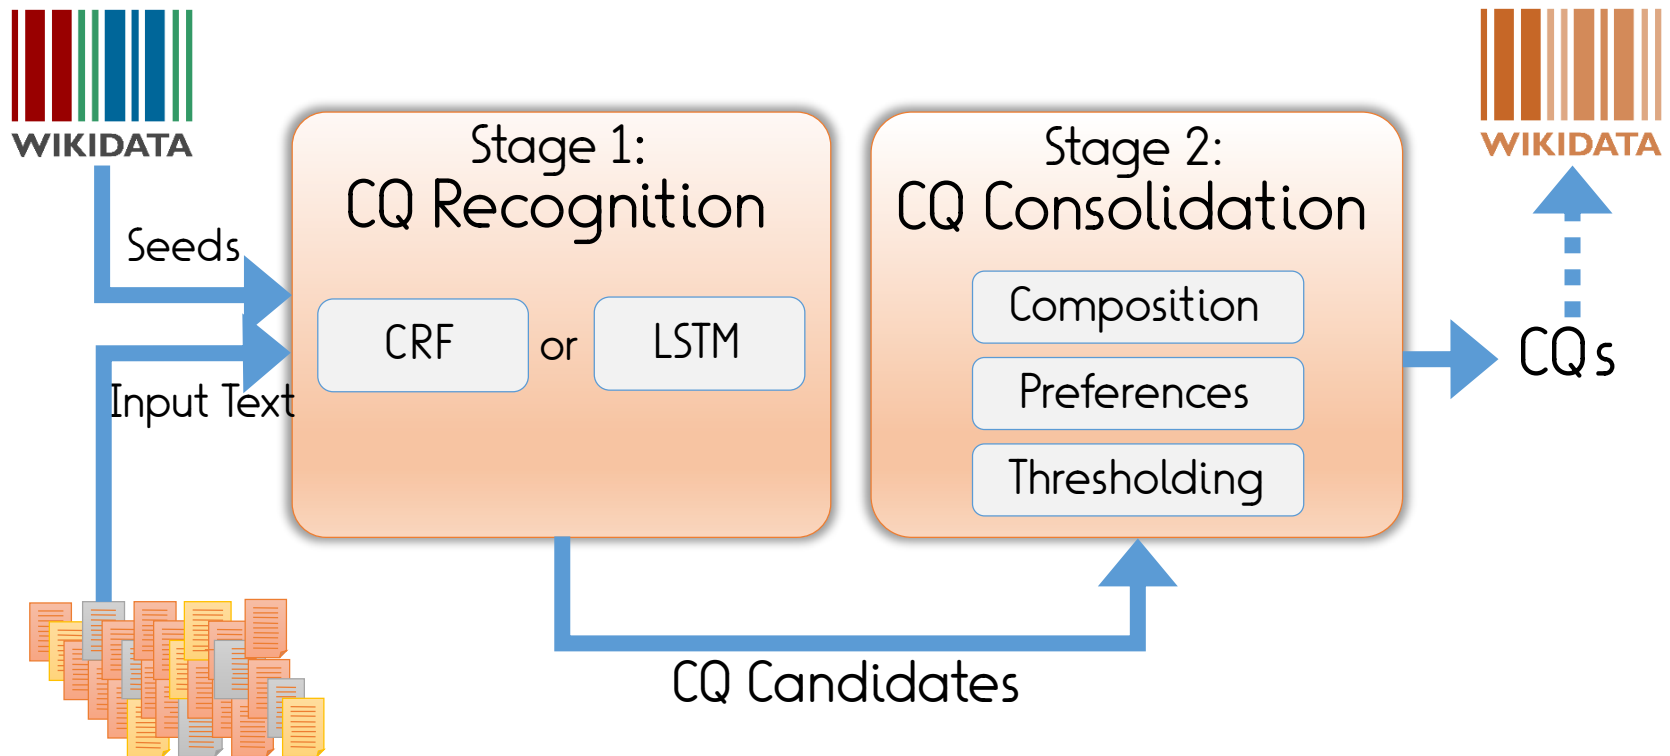 WIKIDATA
Seeds
Input Text
Stage 1:
CQ Recognition
CRF
or
LSTM
CQ Candidates
Stage 2:
CQ Consolidation
Composition
Preferences
Thresholding
CQs
WIKIDATA